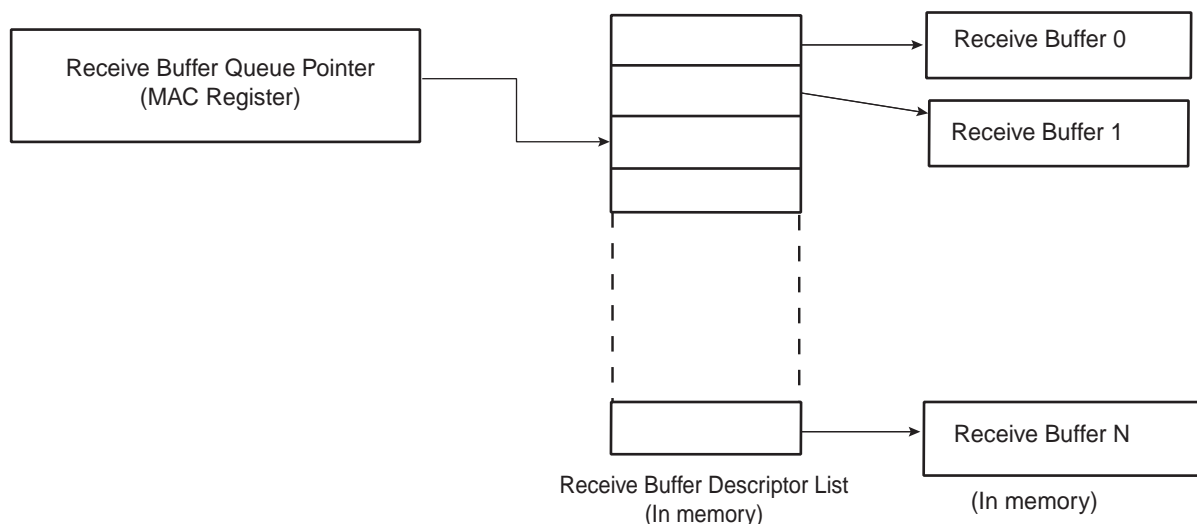 Receive Buffer Queue Pointer
(MAC Register)
Receive Buffer 0
Receive Buffer 1
Receive Buffer N
Receive Buffer Descriptor List
(In memory)
(In memory)